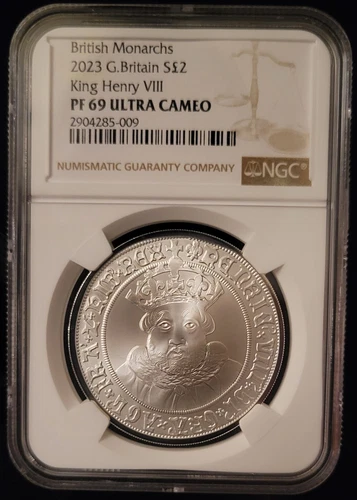 British Monarchs
2023 G.Britain S£2
King Henry VIII
PF 69 ULTRA CAMEO
2904285-009
NUMISMATIC GUARANTY COMPANY
NGC